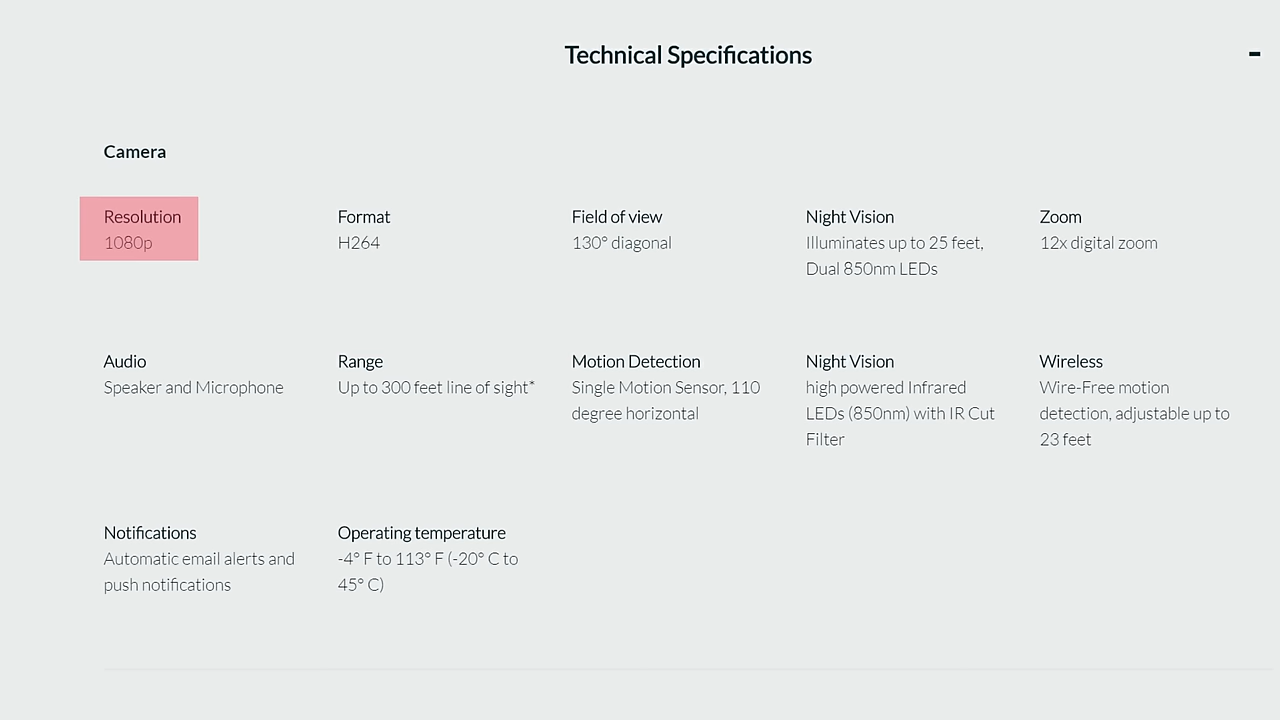 Technical Specifications
-
Camera
Resolution
1080p
Format
H264
Field of view
130° diagonal
Night Vision
Illuminates up to 25 feet,
Dual 850nm LEDs
Zoom
12x digital zoom
Audio
Speaker and Microphone
Range
Up to 300 feet line of sight*
Motion Detection
Single Motion Sensor, 110
degree horizontal
Night Vision
high powered Infrared
LEDs (850nm) with IR Cut
Filter
Wireless
Wire-Free motion
detection, adjustable up to
23 feet
Notifications
Automatic email alerts and
push notifications
Operating temperature
-4° F to 113° F (-20° C to
45° C)